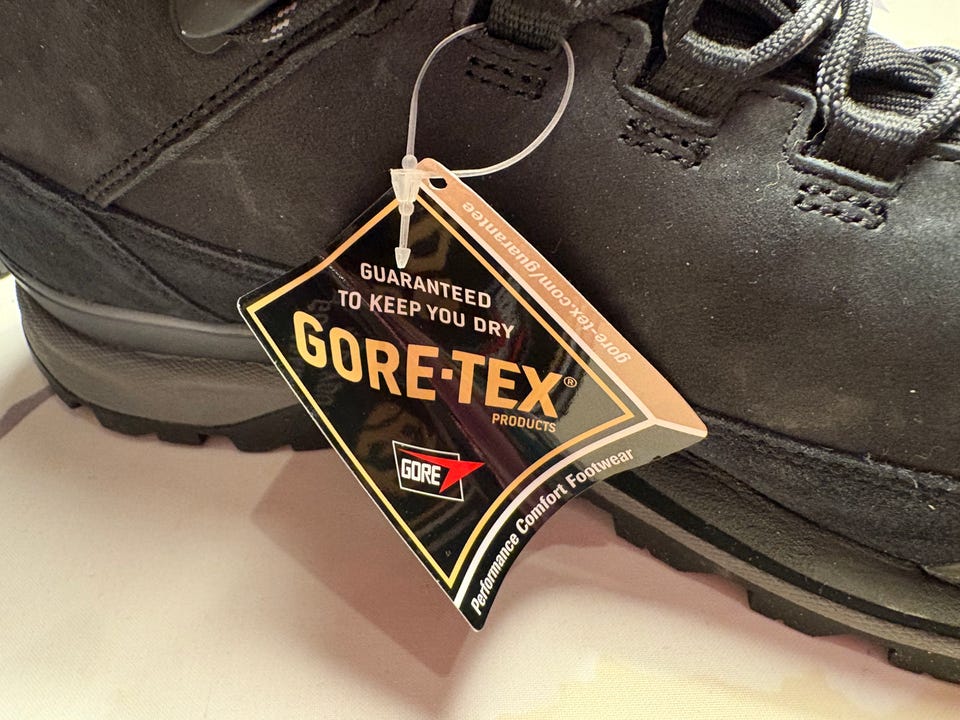 GUARANTEED
TO KEEP YOU DRY
GORE-TEX®
PRODUCTS
GORE
Performance Comfort Footwear
gore-tex.com/guarantee